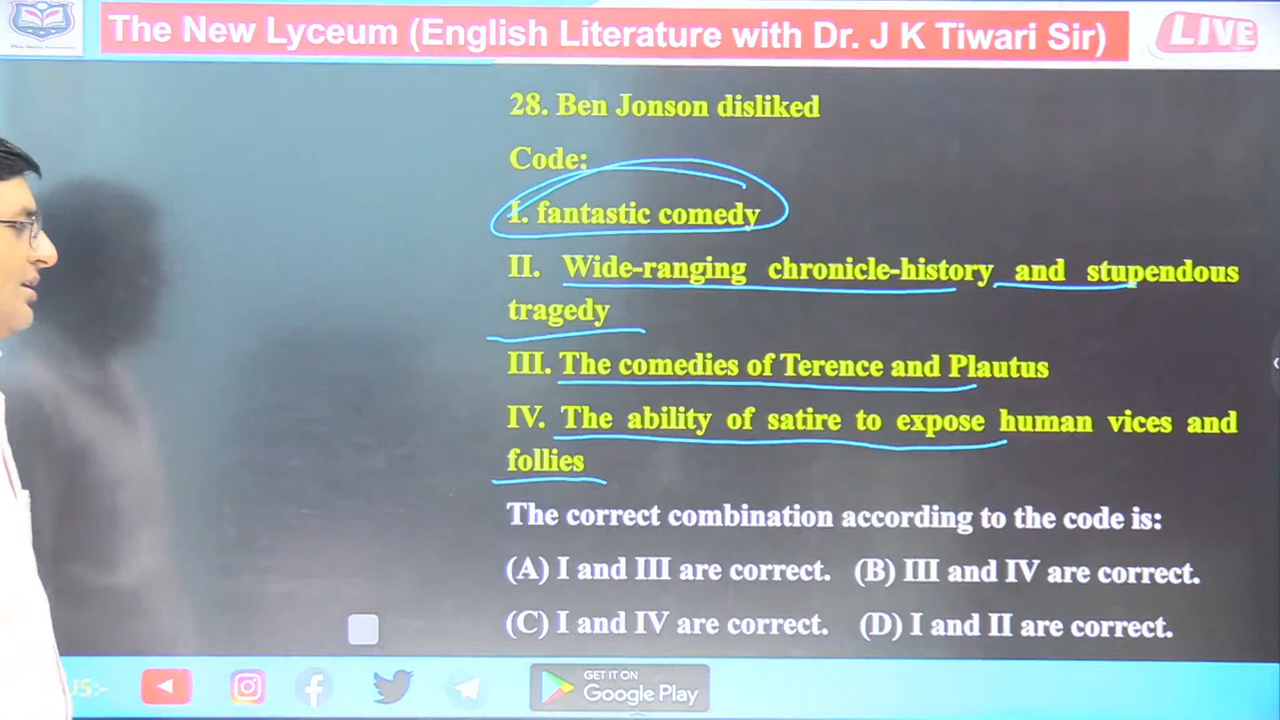 The New Lyceum (English Literature with Dr. J K Tiwari Sir)
LIVE
28. Ben Jonson disliked
Code:
I. fantastic comedy
II. Wide-ranging chronicle-history and stupendous
tragedy
III. The comedies of Terence and Plautus
IV. The ability of satire to expose human vices and
follies
The correct combination according to the code is:
(A) I and III are correct. (B) III and IV are correct.
(C) I and IV are correct. (D) I and II are correct.
US:-
GET IT ON
Google Play